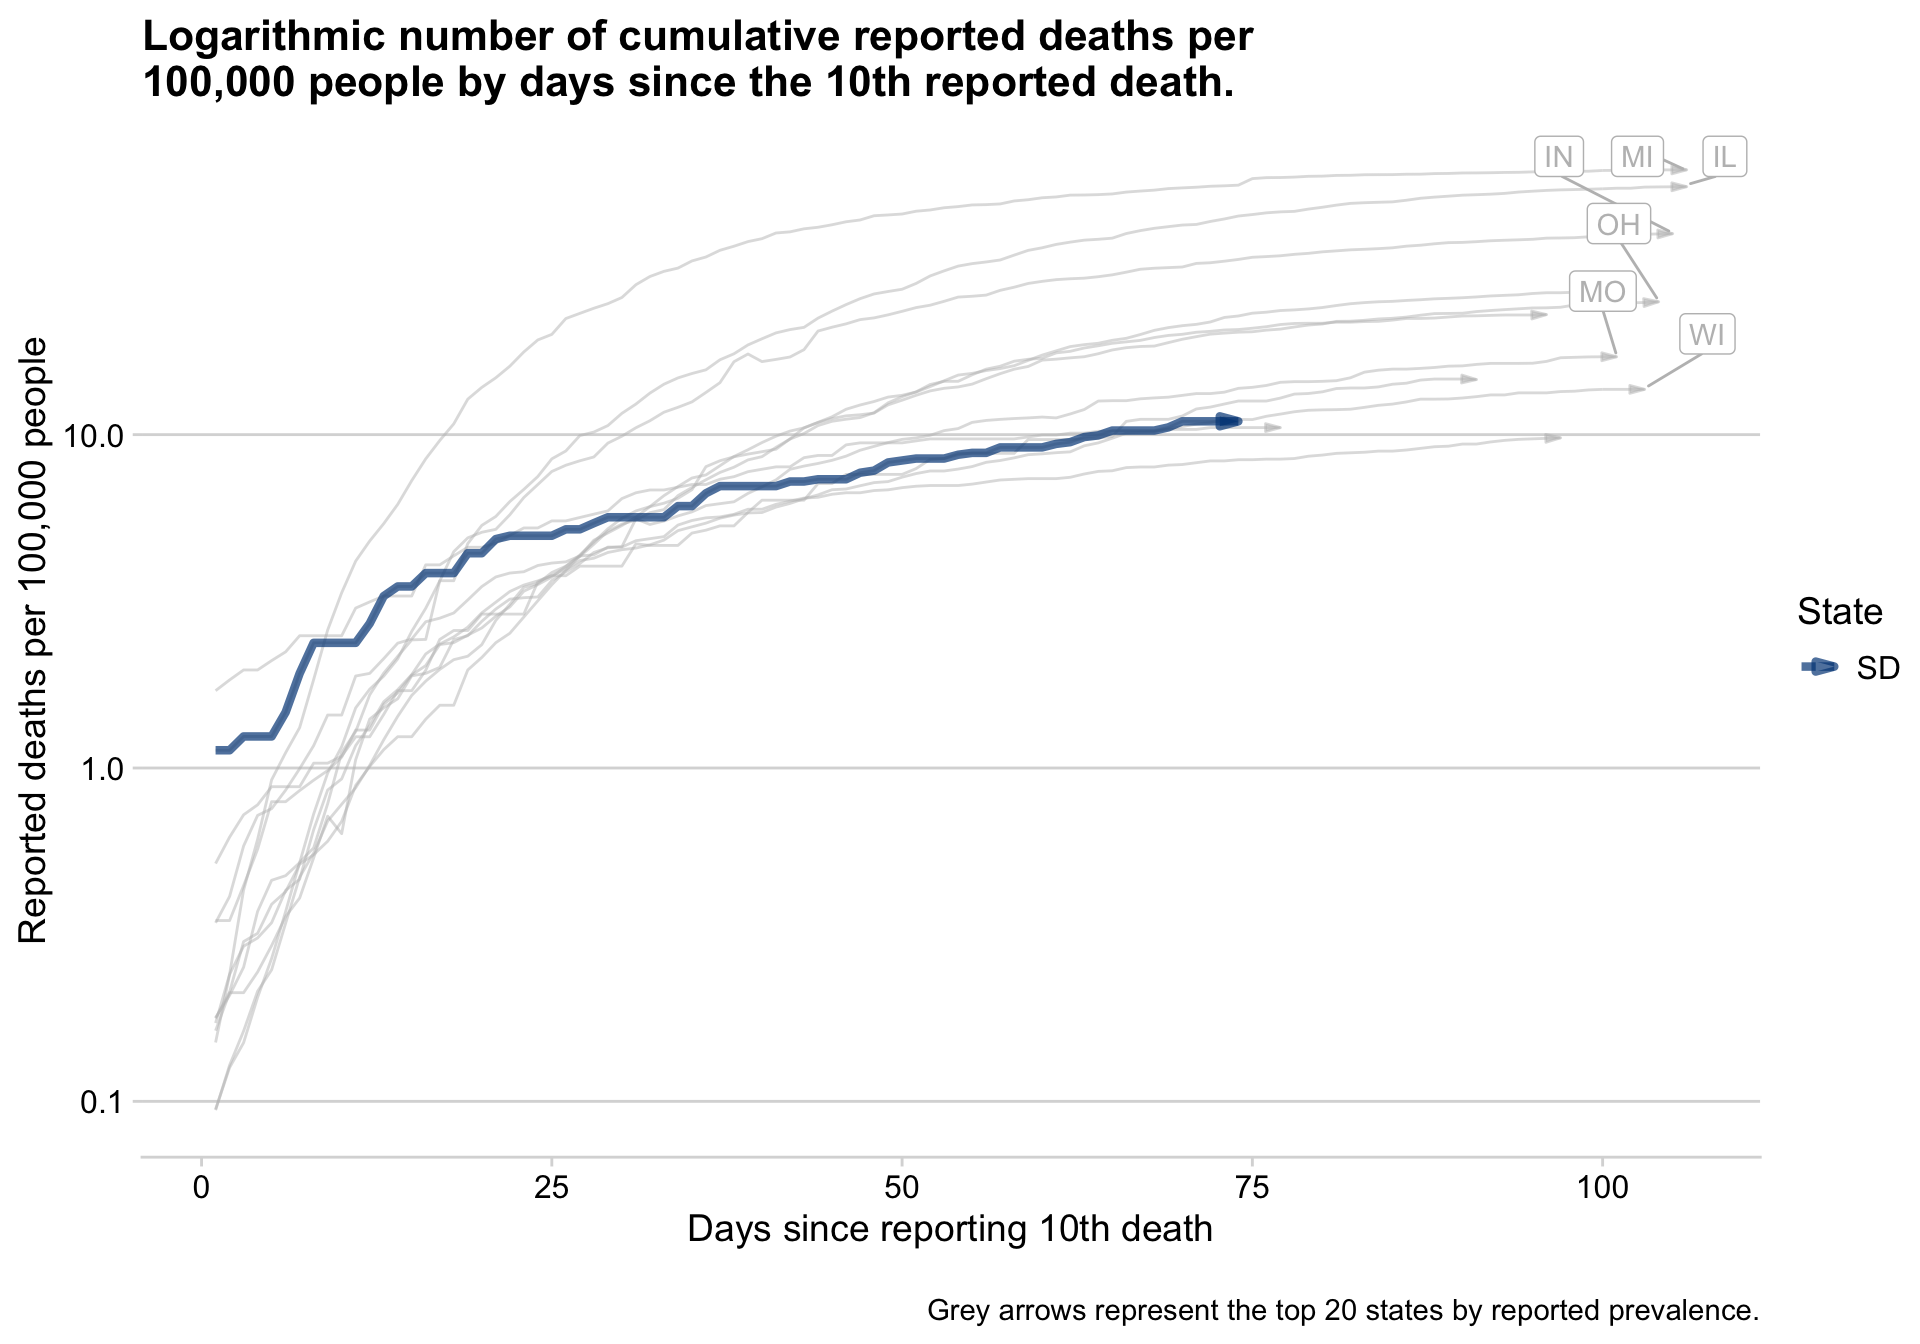 Logarithmic number of cumulative reported deaths per
100,000 people by days since the 10th reported death.
IN
MI
IL
OH
MO
WI
Reported deaths per 100,000 people
10.0
1.0
0.1
State
SD
0
25
50
75
100
Days since reporting 10th death
Grey arrows represent the top 20 states by reported prevalence.